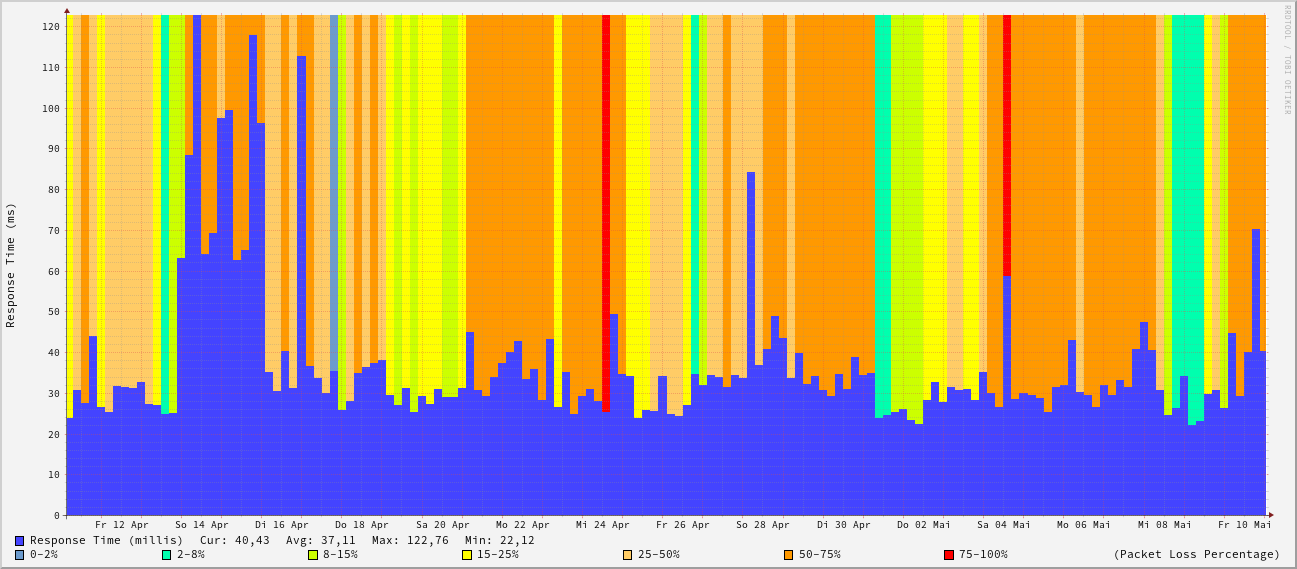 RRDTOOL / TOBI OETIKER
Response Time (ms)
120
110
100
90
80
70
60
50
40
30
20
10
0
Fr 12 Apr So 14 Apr Di 16 Apr Do 18 Apr Sa 20 Apr Mo 22 Apr Mi 24 Apr Fr 26 Apr So 28 Apr Di 30 Apr Do 02 Mai Sa 04 Mai Mo 06 Mai Mi 08 Mai Fr 10 Mai
Response Time (millis) Cur: 40,43 Avg: 37,11 Max: 122,76 Min: 22,12
0-2% 2-8% 8-15% 15-25% 25-50% 50-75% 75-100% (Packet Loss Percentage)